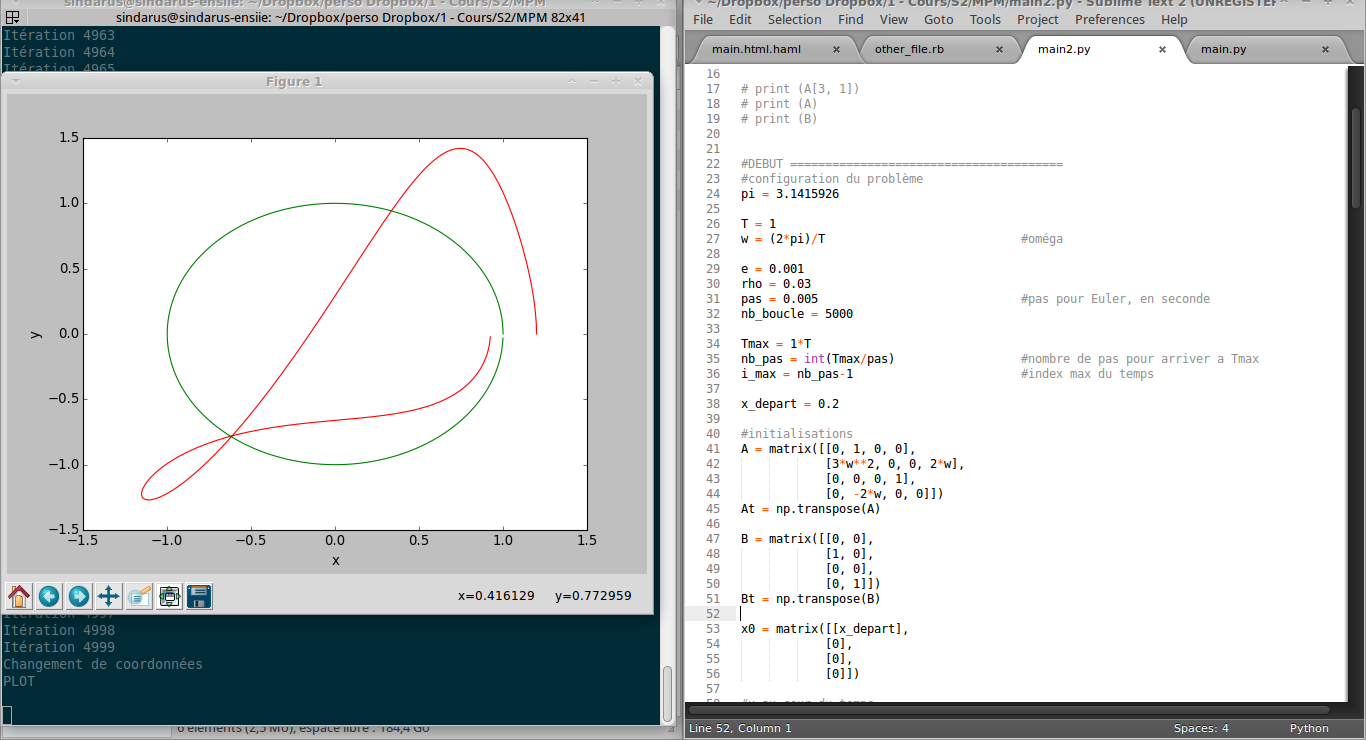 sindarus@sindarus-ensiie: ~/Dropbox/perso Dropbox/1 - Cours/S2/MPM
sindarus@sindarus-ensiie: ~/Dropbox/perso Dropbox/1 - Cours/S2/MPM 82x41
Itération 4963
Itération 4964
Itération 4965
Figure 1
1.5
1.0
0.5
0.0
−0.5
−1.0
−1.5
y
−1.5 −1.0 −0.5 0.0 0.5 1.0 1.5
x
x=0.416129 y=0.772959
Itération 4997
Itération 4998
Itération 4999
Changement de coordonnées
PLOT
6 éléments (2,5 Mo), espace libre : 184,4 Go
~/Dropbox/perso Dropbox/1 - Cours/S2/MPM/main2.py - Sublime Text 2 (UNREGISTER
File Edit Selection Find View Goto Tools Project Preferences Help
main.html.haml × other_file.rb × main2.py × main.py ×
16
17 # print (A[3, 1])
18 # print (A)
19 # print (B)
20
21
22 #DEBUT =======================================
23 #configuration du problème
24 pi = 3.1415926
25
26 T = 1
27 w = (2*pi)/T #oméga
28
29 e = 0.001
30 rho = 0.03
31 pas = 0.005 #pas pour Euler, en seconde
32 nb_boucle = 5000
33
34 Tmax = 1*T
35 nb_pas = int(Tmax/pas) #nombre de pas pour arriver a Tmax
36 i_max = nb_pas-1 #index max du temps
37
38 x_depart = 0.2
39
40 #initialisations
41 A = matrix([[0, 1, 0, 0],
42 [3*w**2, 0, 0, 2*w],
43 [0, 0, 0, 1],
44 [0, -2*w, 0, 0]])
45 At = np.transpose(A)
46
47 B = matrix([[0, 0],
48 [1, 0],
49 [0, 0],
50 [0, 1]])
51 Bt = np.transpose(B)
52
53 x0 = matrix([[x_depart],
54 [0],
55 [0],
56 [0]])
57
Line 52, Column 1 Spaces: 4 Python